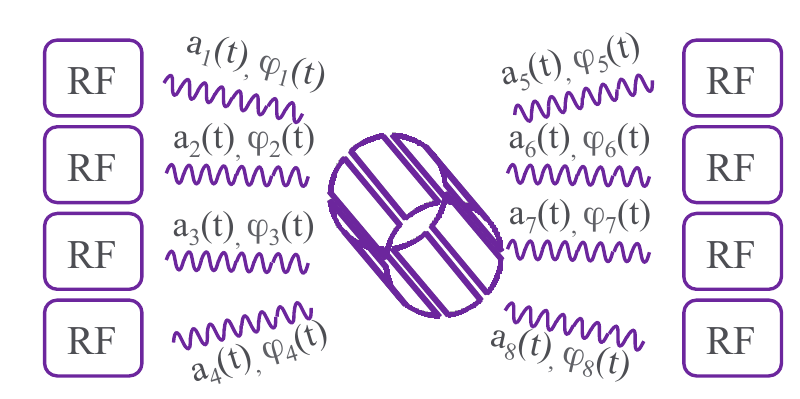 RF
a₁(t), φ₁(t)
a₅(t), φ₅(t)
RF
RF
a₂(t), φ₂(t)
a₆(t), φ₆(t)
RF
RF
a₃(t), φ₃(t)
a₇(t), φ₇(t)
RF
RF
a₄(t), φ₄(t)
a₈(t), φ₈(t)
RF